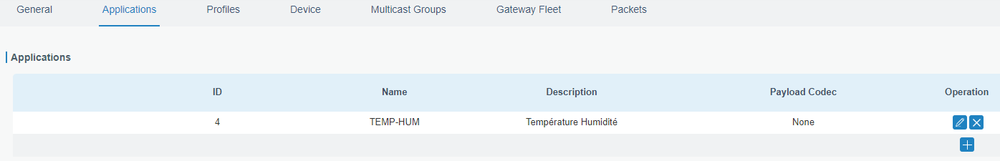 General Applications Profiles Device Multicast Groups Gateway Fleet Packets
Applications
ID Name Description Payload Codec Operation
4 TEMP-HUM Température Humidité None